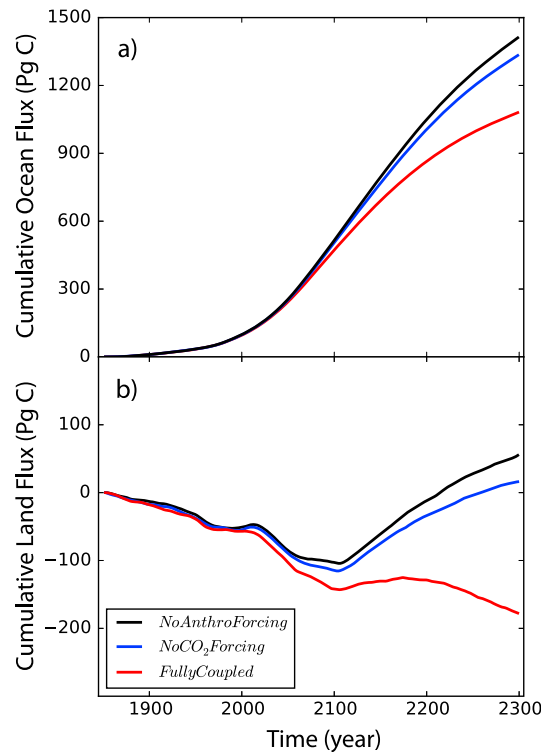 1500
1200
900
600
300
0
Cumulative Ocean Flux (Pg C)
a)
100
0
−100
−200
Cumulative Land Flux (Pg C)
b)
NoAnthroForcing
NoCO₂Forcing
FullyCoupled
1900 2000 2100 2200 2300
Time (year)